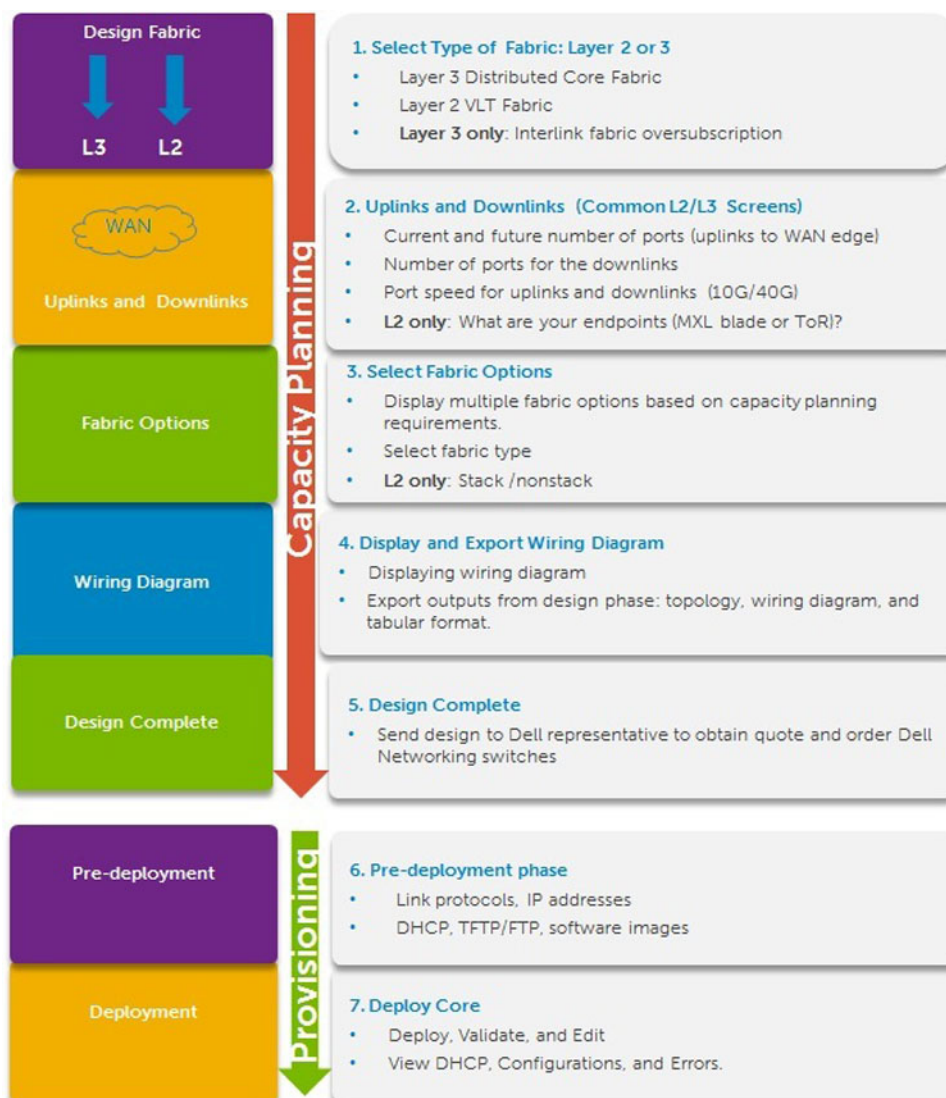 Design Fabric
L3 L2
1. Select Type of Fabric: Layer 2 or 3
• Layer 3 Distributed Core Fabric
• Layer 2 VLT Fabric
• Layer 3 only: Interlink fabric oversubscription
WAN
Uplinks and Downlinks
2. Uplinks and Downlinks (Common L2/L3 Screens)
• Current and future number of ports (uplinks to WAN edge)
• Number of ports for the downlinks
• Port speed for uplinks and downlinks (10G/40G)
• L2 only: What are your endpoints (MXL blade or ToR)?
Capacity Planning
Fabric Options
3. Select Fabric Options
• Display multiple fabric options based on capacity planning
requirements.
• Select fabric type
• L2 only: Stack /nonstack
Wiring Diagram
4. Display and Export Wiring Diagram
• Displaying wiring diagram
• Export outputs from design phase: topology, wiring diagram, and
tabular format.
Design Complete
5. Design Complete
• Send design to Dell representative to obtain quote and order Dell
Networking switches
Pre-deployment
6. Pre-deployment phase
• Link protocols, IP addresses
• DHCP, TFTP/FTP, software images
Provisioning
Deployment
7. Deploy Core
• Deploy, Validate, and Edit
• View DHCP, Configurations, and Errors.